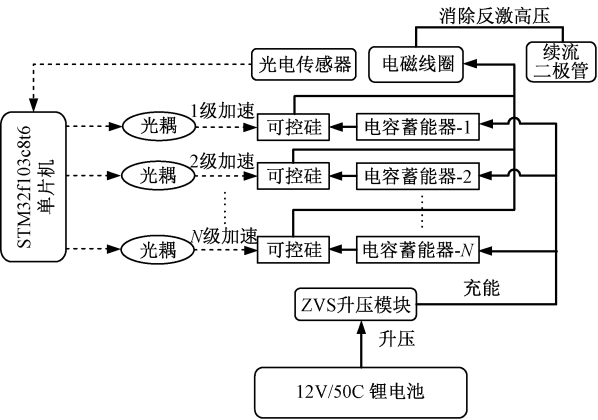 消除反激高压
光电传感器
电磁线圈
续流
二极管
STM32f103c8t6
单片机
光耦
1级加速
可控硅
电容蓄能器-1
光耦
2级加速
可控硅
电容蓄能器-2
光耦
N级加速
可控硅
电容蓄能器-N
ZVS升压模块
充能
升压
12V/50C 锂电池